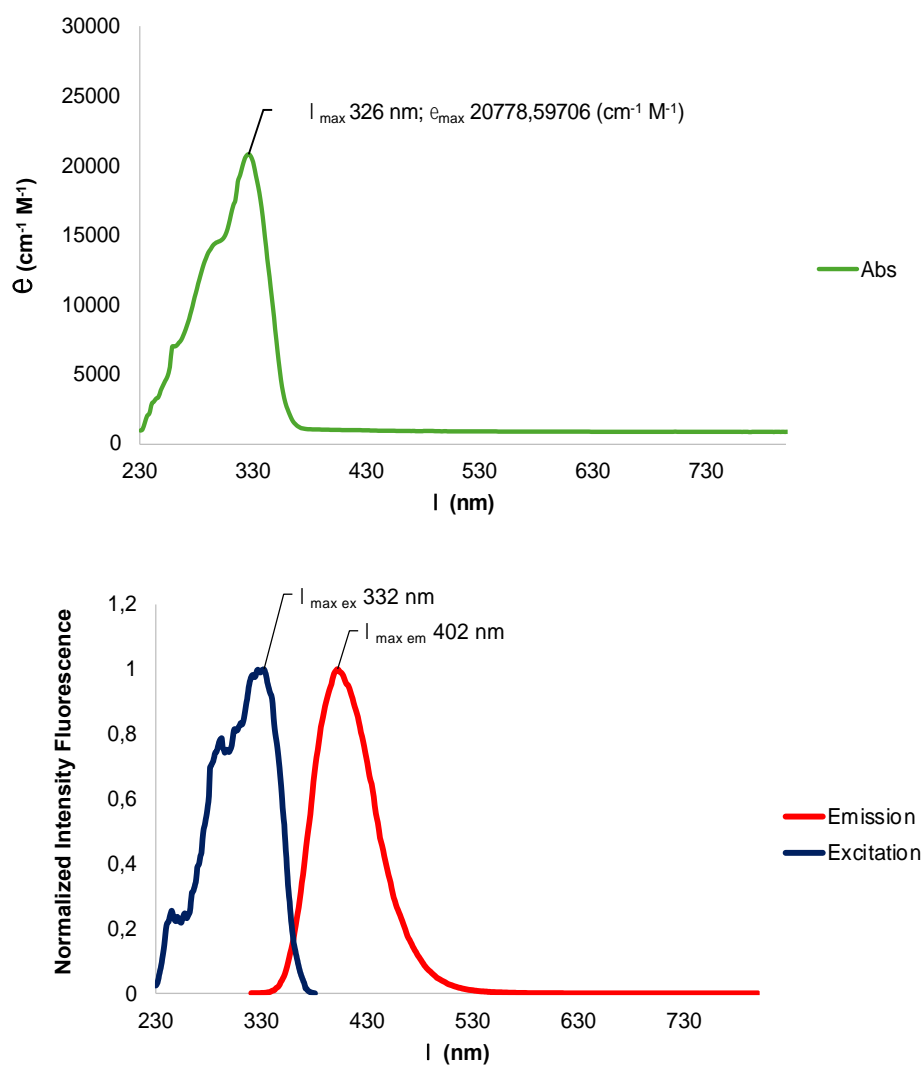 30000
25000
20000
15000
10000
5000
0
e (cm-1 M-1)
l max 326 nm; emax 20778,59706 (cm-1 M-1)
Abs
230 330 430 530 630 730
l (nm)
1,2
1
0,8
0,6
0,4
0,2
0
Normalized Intensity Fluorescence
l max ex 332 nm
l max em 402 nm
Emission
Excitation
230 330 430 530 630 730
l (nm)